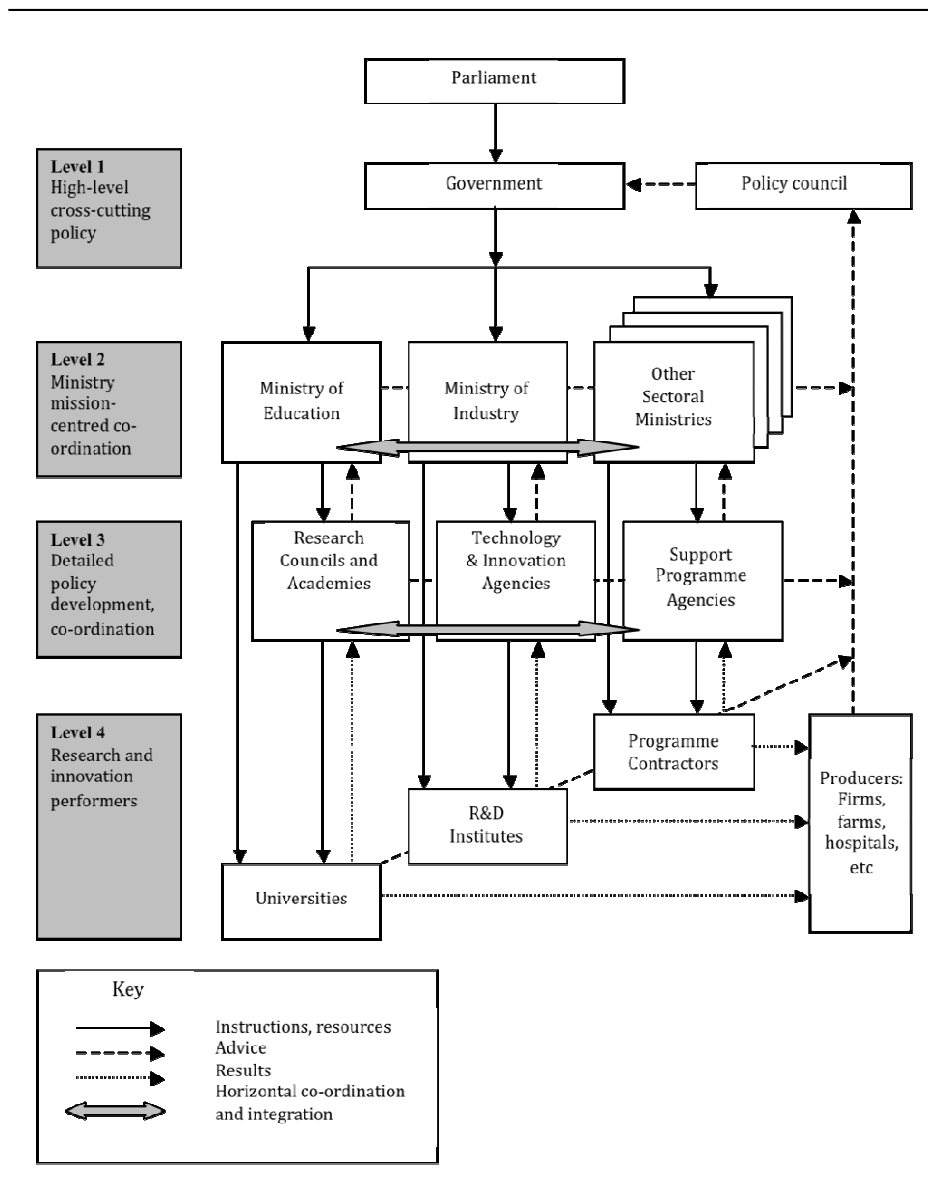 Parliament
Level 1
High-level
cross-cutting
policy
Government
Policy council
Level 2
Ministry
mission-
centred co-
ordination
Ministry of
Education
Ministry of
Industry
Other
Sectoral
Ministries
Level 3
Detailed
policy
development,
co-ordination
Research
Councils and
Academies
Technology
& Innovation
Agencies
Support
Programme
Agencies
Level 4
Research and
innovation
performers
Programme
Contractors
R&D
Institutes
Universities
Producers:
Firms,
farms,
hospitals,
etc
Key
Instructions, resources
Advice
Results
Horizontal co-ordination
and integration